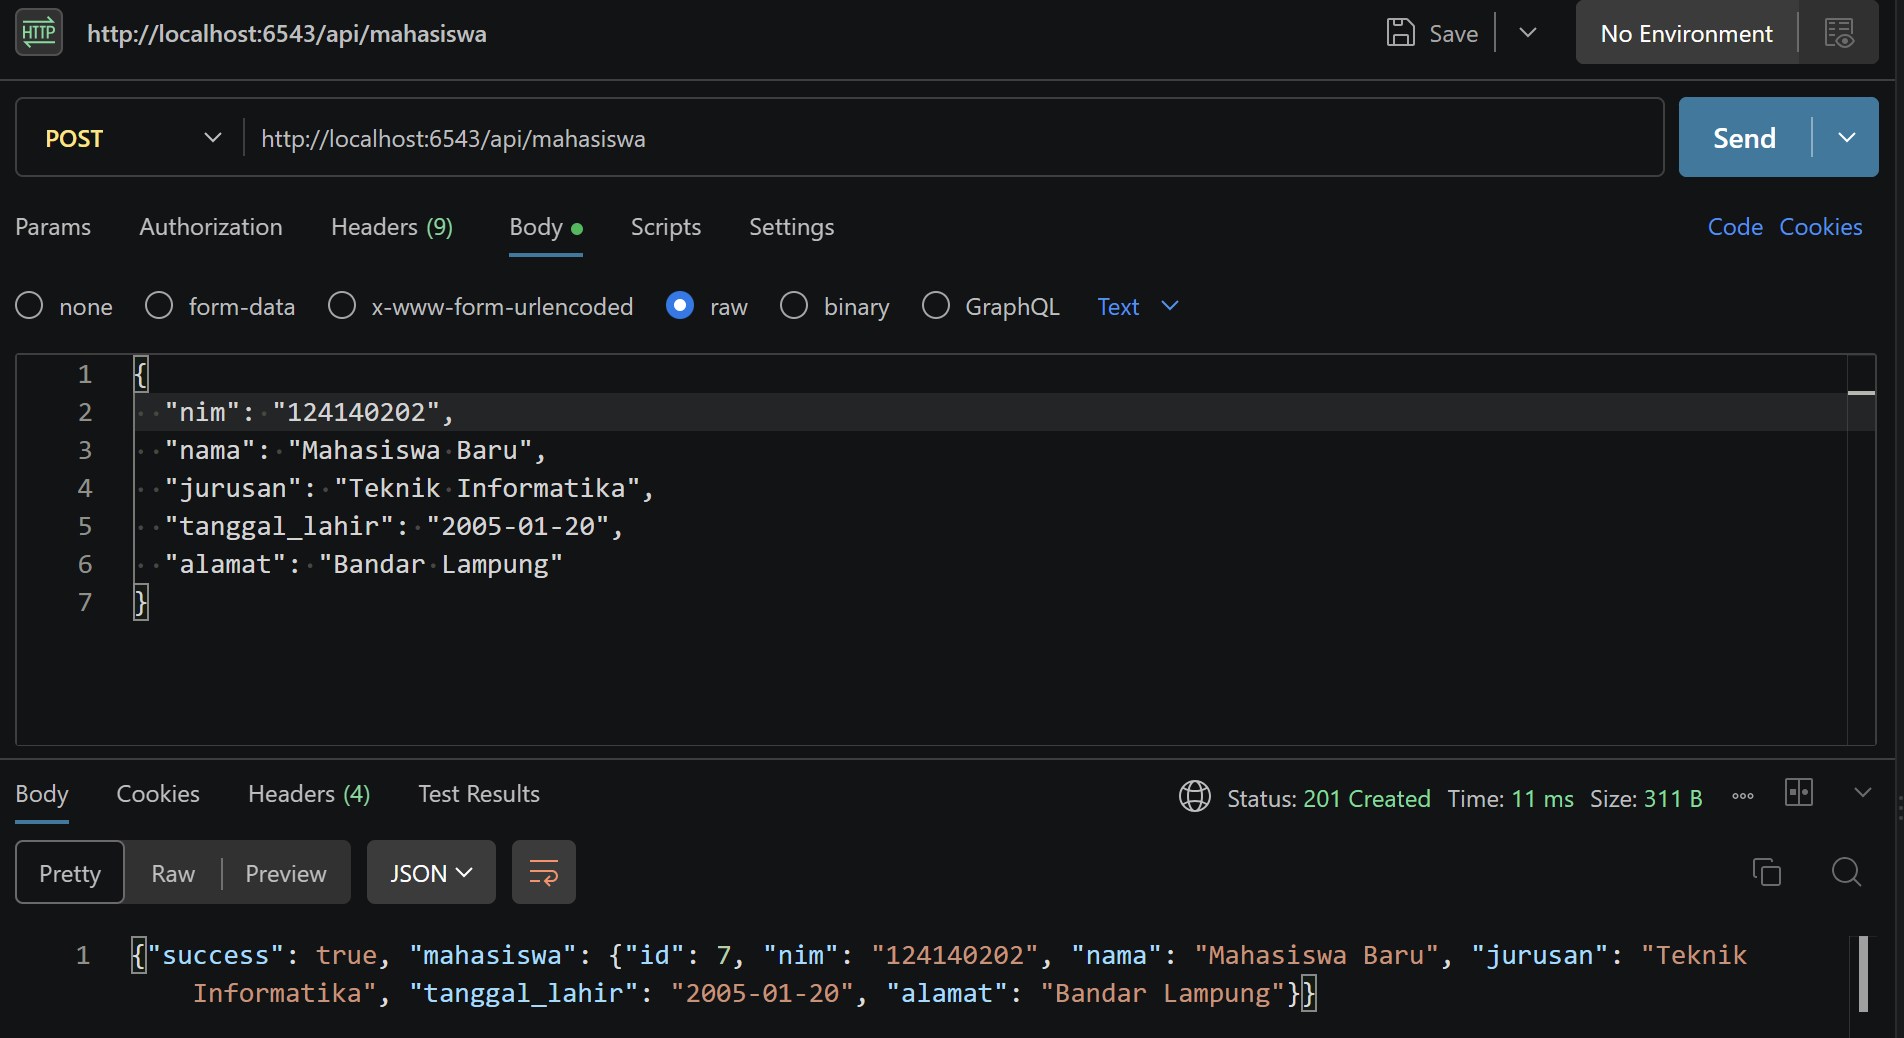 HTTP http://localhost:6543/api/mahasiswa Save No Environment
POST http://localhost:6543/api/mahasiswa Send
Params Authorization Headers (9) Body Scripts Settings Code Cookies
none form-data x-www-form-urlencoded raw binary GraphQL Text
1 {
2 "nim": "124140202",
3 "nama": "Mahasiswa Baru",
4 "jurusan": "Teknik Informatika",
5 "tanggal_lahir": "2005-01-20",
6 "alamat": "Bandar Lampung"
7 }
Body Cookies Headers (4) Test Results Status: 201 Created Time: 11 ms Size: 311 B
Pretty Raw Preview JSON
1 {"success": true, "mahasiswa": {"id": 7, "nim": "124140202", "nama": "Mahasiswa Baru", "jurusan": "Teknik
Informatika", "tanggal_lahir": "2005-01-20", "alamat": "Bandar Lampung"}}